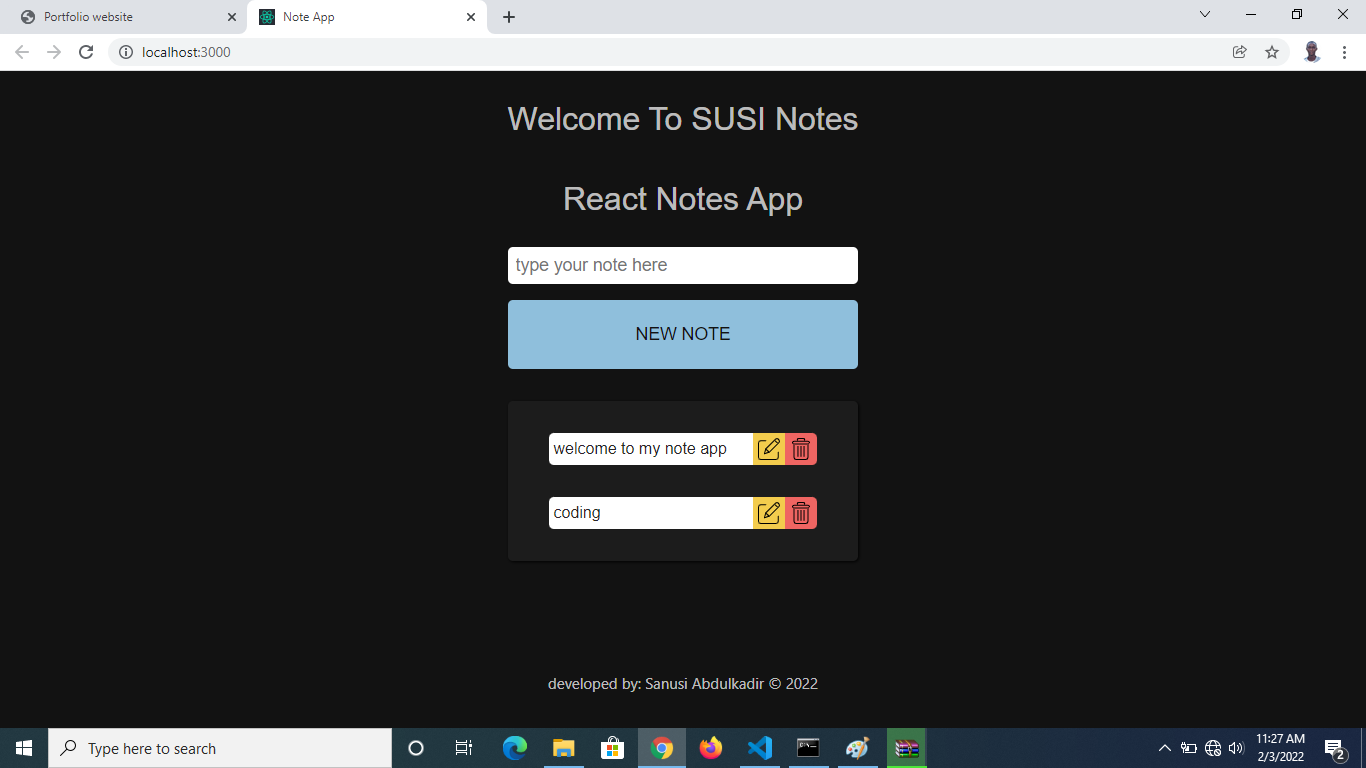 Portfolio website
Note App
localhost:3000
Welcome To SUSI Notes
React Notes App
type your note here
NEW NOTE
welcome to my note app
coding
developed by: Sanusi Abdulkadir © 2022
Type here to search
11:27 AM
2/3/2022
2